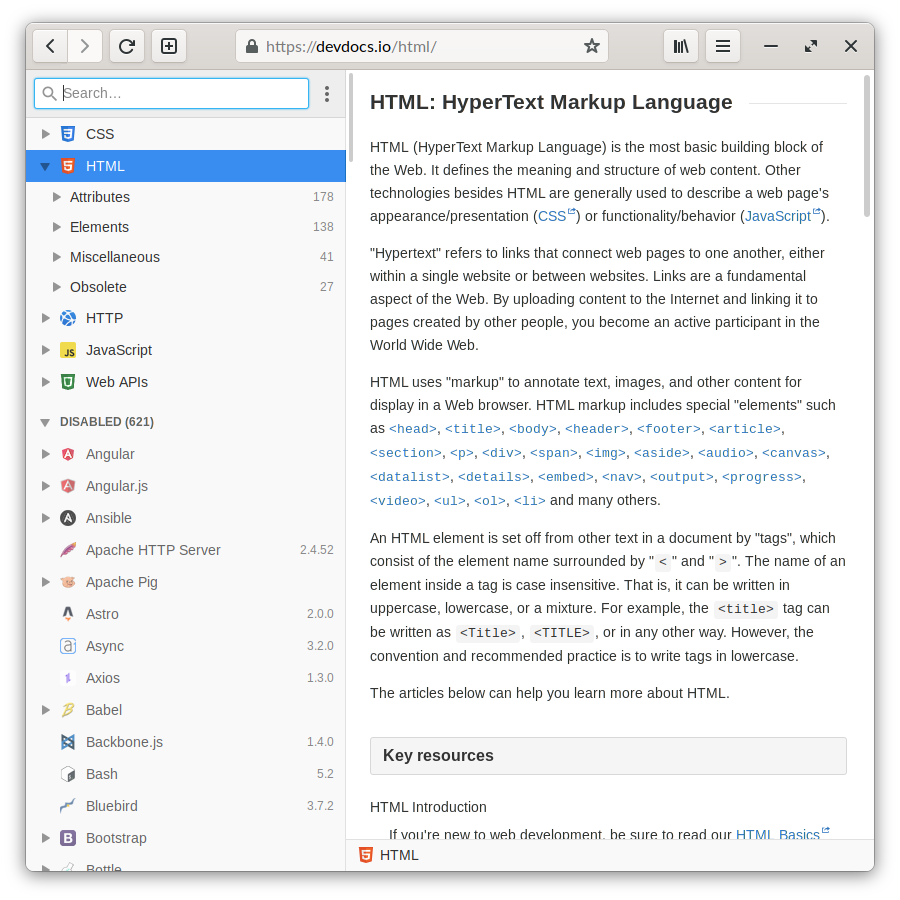 https://devdocs.io/html/
Search…
CSS
HTML
Attributes 178
Elements 138
Miscellaneous 41
Obsolete 27
HTTP
JS
JavaScript
Web APIs
DISABLED (621)
Angular
Angular.js
Ansible
Apache HTTP Server 2.4.52
Apache Pig
Astro 2.0.0
Async 3.2.0
Axios 1.3.0
Babel
Backbone.js 1.4.0
Bash 5.2
Bluebird 3.7.2
B
Bootstrap
Bottle
HTML: HyperText Markup Language
HTML (HyperText Markup Language) is the most basic building block of
the Web. It defines the meaning and structure of web content. Other
technologies besides HTML are generally used to describe a web page's
appearance/presentation (CSS) or functionality/behavior (JavaScript).
"Hypertext" refers to links that connect web pages to one another, either
within a single website or between websites. Links are a fundamental
aspect of the Web. By uploading content to the Internet and linking it to
pages created by other people, you become an active participant in the
World Wide Web.
HTML uses "markup" to annotate text, images, and other content for
display in a Web browser. HTML markup includes special "elements" such
as <head>, <title>, <body>, <header>, <footer>, <article>,
<section>, <p>, <div>, <span>, <img>, <aside>, <audio>, <canvas>,
<datalist>, <details>, <embed>, <nav>, <output>, <progress>,
<video>, <ul>, <ol>, <li> and many others.
An HTML element is set off from other text in a document by "tags", which
consist of the element name surrounded by "<" and ">". The name of an
element inside a tag is case insensitive. That is, it can be written in
uppercase, lowercase, or a mixture. For example, the <title> tag can
be written as <Title>, <TITLE>, or in any other way. However, the
convention and recommended practice is to write tags in lowercase.
The articles below can help you learn more about HTML.
Key resources
HTML Introduction
If you're new to web development, be sure to read our HTML Basics
HTML